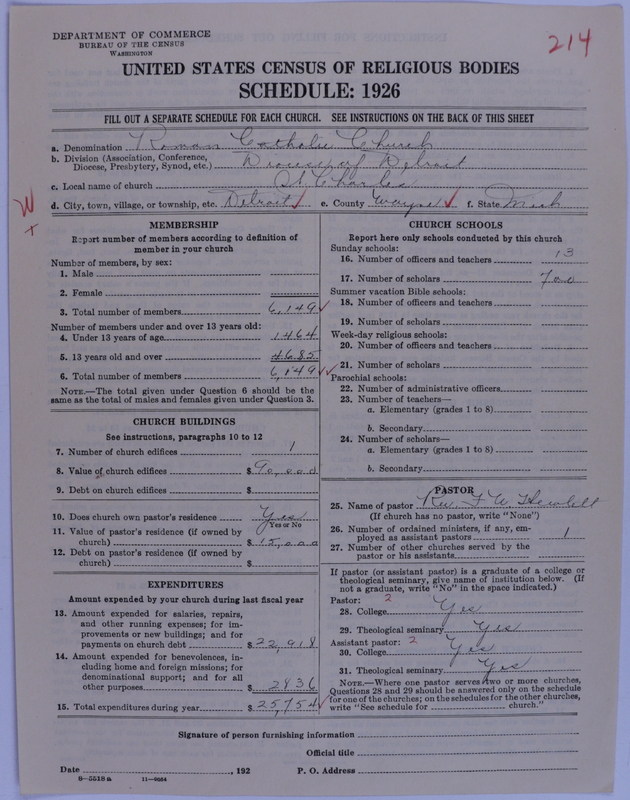 DEPARTMENT OF COMMERCE
BUREAU OF THE CENSUS
WASHINGTON
214
UNITED STATES CENSUS OF RELIGIOUS BODIES
SCHEDULE: 1926
FILL OUT A SEPARATE SCHEDULE FOR EACH CHURCH. SEE INSTRUCTIONS ON THE BACK OF THIS SHEET
a. Denomination Roman Catholic Church
b. Division (Association, Conference, Diocese, Presbytery, Synod, etc.) Diocese of Detroit
c. Local name of church St. Charles
d. City, town, village, or township, etc. Detroit ✓ e. County Wayne ✓ f. State Mich
W
+
MEMBERSHIP
Report number of members according to definition of
member in your church
Number of members, by sex:
1. Male
2. Female
3. Total number of members 6,149 ✓
Number of members under and over 13 years old:
4. Under 13 years of age 1464
5. 13 years old and over 4685
6. Total number of members 6,149 ✓✓
NOTE.—The total given under Question 6 should be
same as the total of males and females given under Question 3.
CHURCH BUILDINGS
See instructions, paragraphs 10 to 12
7. Number of church edifices 1
8. Value of church edifices $ 90,000
9. Debt on church edifices $
10. Does church own pastor's residence Yes
Yes or No
11. Value of pastor's residence (if owned by
church) $ 15,000
12. Debt on pastor's residence (if owned by
church) $
EXPENDITURES
Amount expended by your church during last fiscal year
13. Amount expended for salaries, repairs,
and other running expenses; for im-
provements or new buildings; and for
payments on church debt $ 22,918
14. Amount expended for benevolences, in-
cluding home and foreign missions; for
denominational support; and for all
other purposes $ 2836
15. Total expenditures during year $ 25,754 ✓
CHURCH SCHOOLS
Report here only schools conducted by this church
Sunday schools:
16. Number of officers and teachers 13
17. Number of scholars 700
Summer vacation Bible schools:
18. Number of officers and teachers
19. Number of scholars
Week-day religious schools:
20. Number of officers and teachers
21. Number of scholars
Parochial schools:
22. Number of administrative officers
23. Number of teachers—
a. Elementary (grades 1 to 8)
b. Secondary
24. Number of scholars—
a. Elementary (grades 1 to 8)
b. Secondary
PASTOR
25. Name of pastor Rev. F. W. Hewlett
(If church has no pastor, write "None")
26. Number of ordained ministers, if any, em-
ployed as assistant pastors 1
27. Number of other churches served by the
pastor or his assistants
If pastor (or assistant pastor) is a graduate of a college or
theological seminary, give name of institution below. (If
not a graduate, write "No" in the space indicated.)
Pastor: 2
28. College Yes
29. Theological seminary Yes
Assistant pastor: 2
30. College Yes
31. Theological seminary Yes
NOTE.—Where one pastor serves two or more churches,
Questions 28 and 29 should be answered only on the schedule
for one of the churches; on the schedules for the other churches,
write "See schedule for church."
Signature of person furnishing information
Official title
Date , 192 P. O. Address
8-5518 a 11-9054